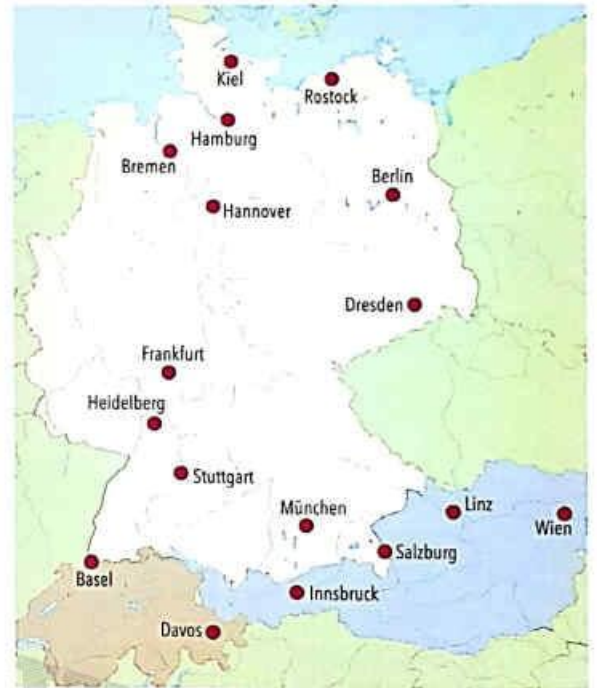 Kiel
Rostock
Hamburg
Bremen
Berlin
Hannover
Dresden
Frankfurt
Heidelberg
Stuttgart
München
Linz
Wien
Salzburg
Basel
Innsbruck
Davos